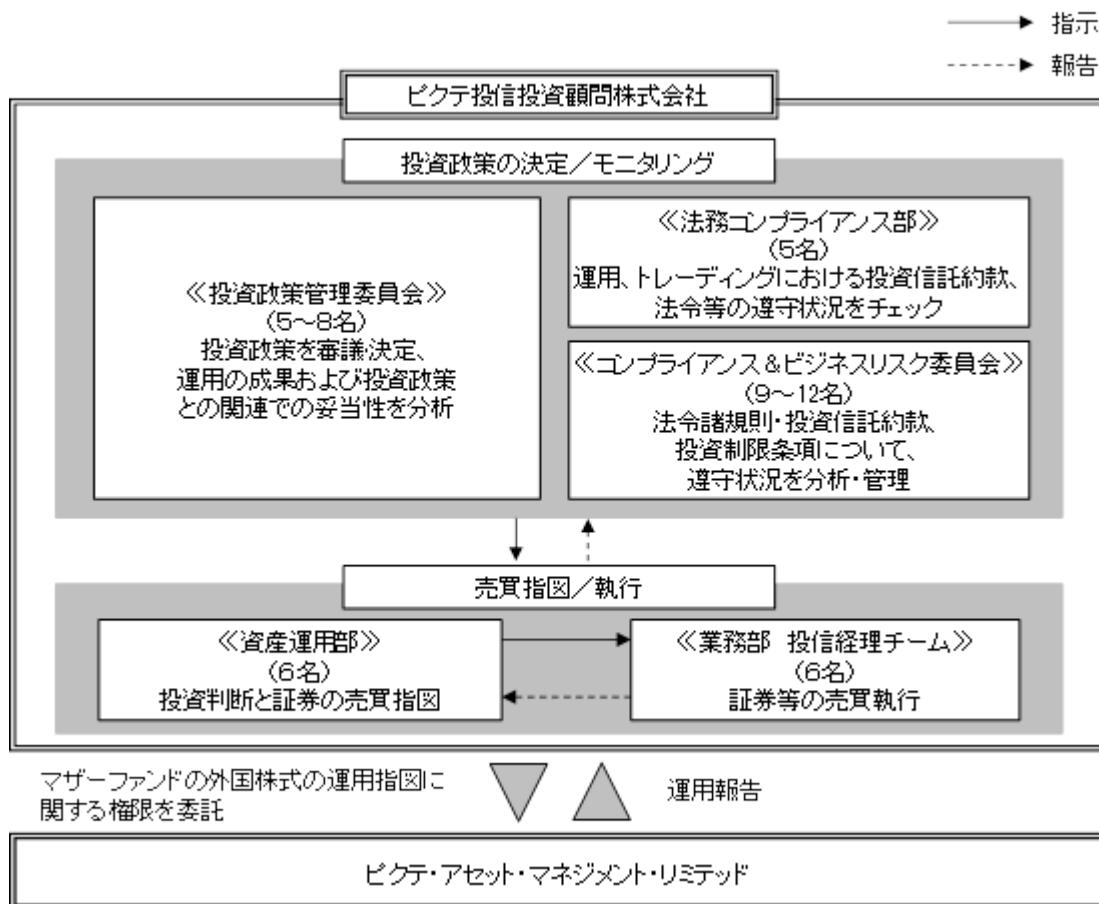 指示
報告
ピクテ投信投資顧問株式会社
投資政策の決定／モニタリング
≪投資政策管理委員会≫
(5～8名)
投資政策を審議・決定、
運用の成果および投資政策
との関連での妥当性を分析
≪法務コンプライアンス部≫
(5名)
運用、トレーディングにおける投資信託約款、
法令等の遵守状況をチェック
≪コンプライアンス＆ビジネスリスク委員会≫
(9～12名)
法令諸規則・投資信託約款、
投資制限条項について、
遵守状況を分析・管理
売買指図／執行
≪資産運用部≫
(6名)
投資判断と証券の売買指図
≪業務部　投信経理チーム≫
(6名)
証券等の売買執行
マザーファンドの外国株式の運用指図に
関する権限を委託
運用報告
ピクテ・アセット・マネジメント・リミテッド